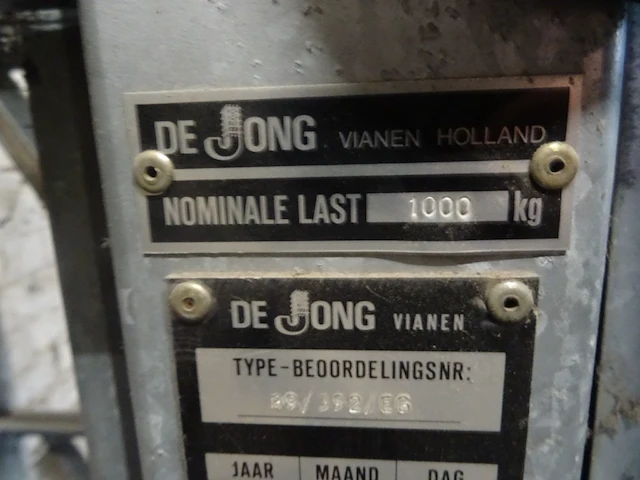 DE JONG VIANEN HOLLAND
NOMINALE LAST 1000 kg
DE JONG VIANEN
TYPE-BEOORDELINGSNR:
JAAR MAAND DAG